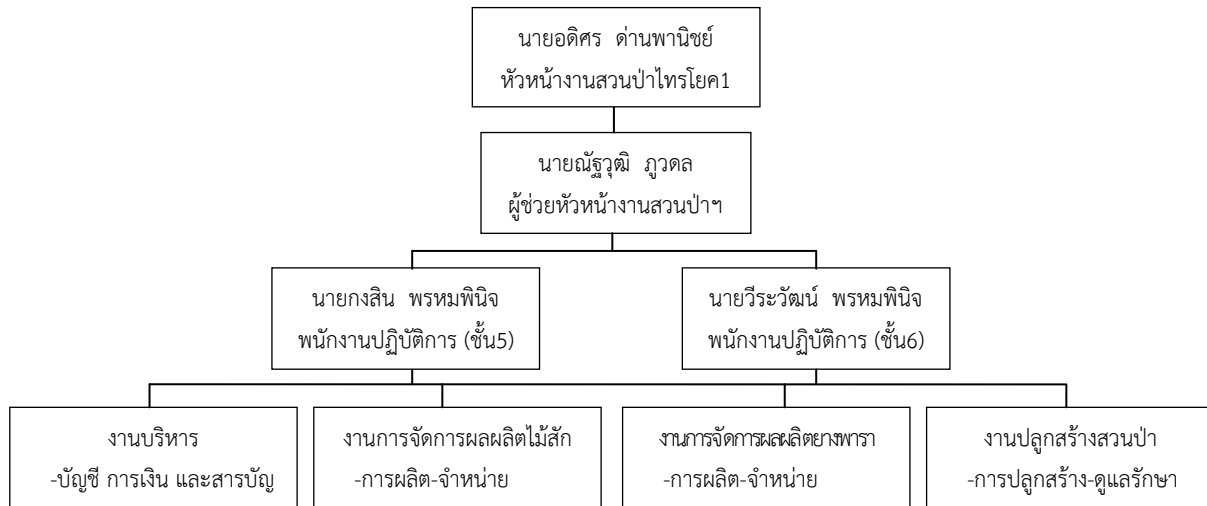 นายอดิศร ด่านพานิชย์
หัวหน้างานสวนป่าไทรโยค1
นายณัฐวุฒิ ภูวดล
ผู้ช่วยหัวหน้างานสวนป่าฯ
นายกงสิน พรหมพินิจ
พนักงานปฏิบัติการ (ชั้น5)
นายวีระวัฒน์ พรหมพินิจ
พนักงานปฏิบัติการ (ชั้น6)
งานบริหาร
-บัญชี การเงิน และสารบัญ
งานการจัดการผลผลิตไม้สัก
-การผลิต-จำหน่าย
งานการจัดการผลผลิตยางพารา
-การผลิต-จำหน่าย
งานปลูกสร้างสวนป่า
-การปลูกสร้าง-ดูแลรักษา